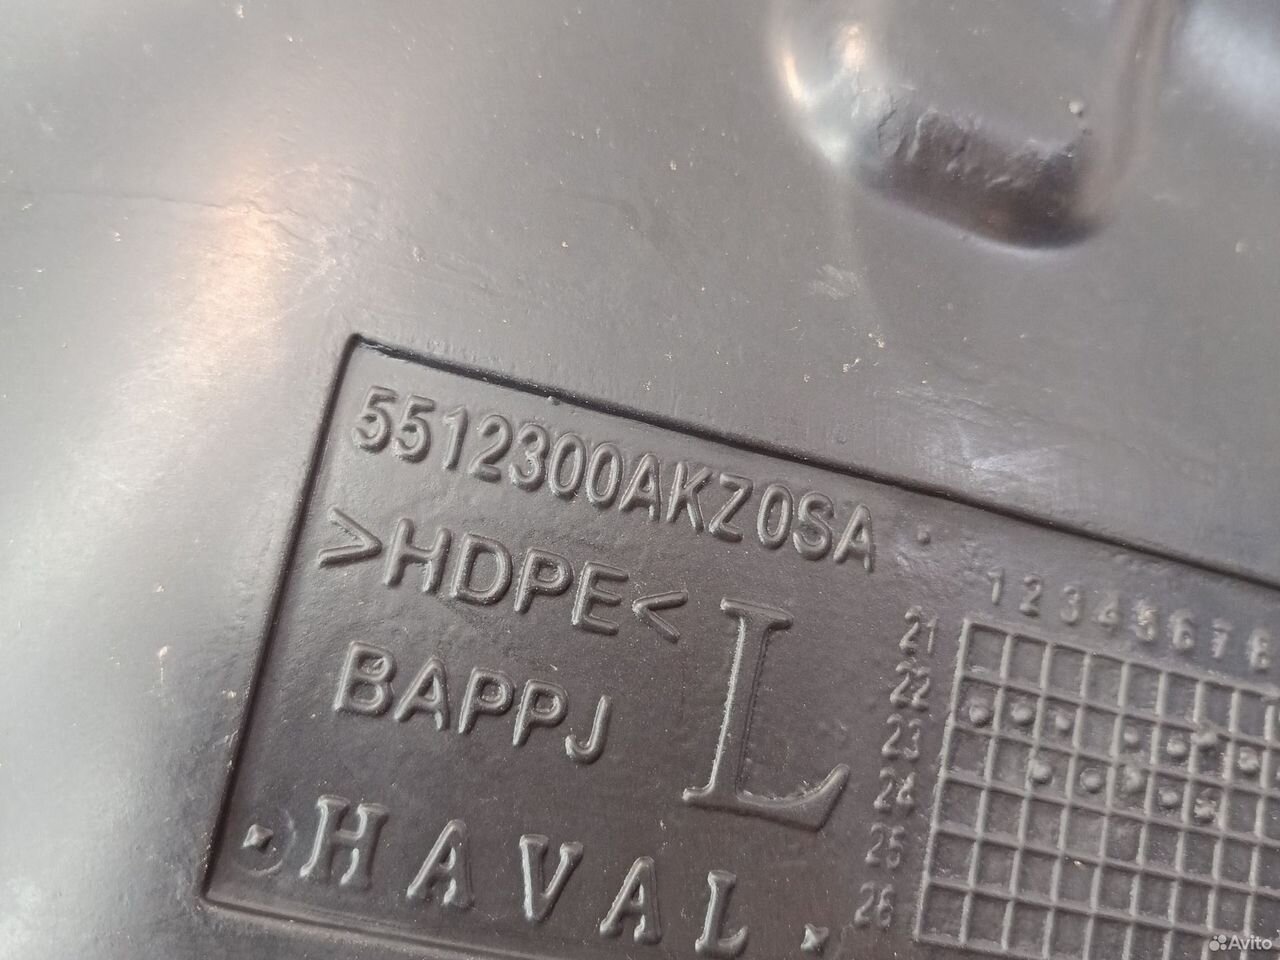 5512300AKZ0SA
>HDPE<
BAPPJ
L
HAVAL
1 2 3 4 5 6 7 8
21
22
23
24
25
26
Avito